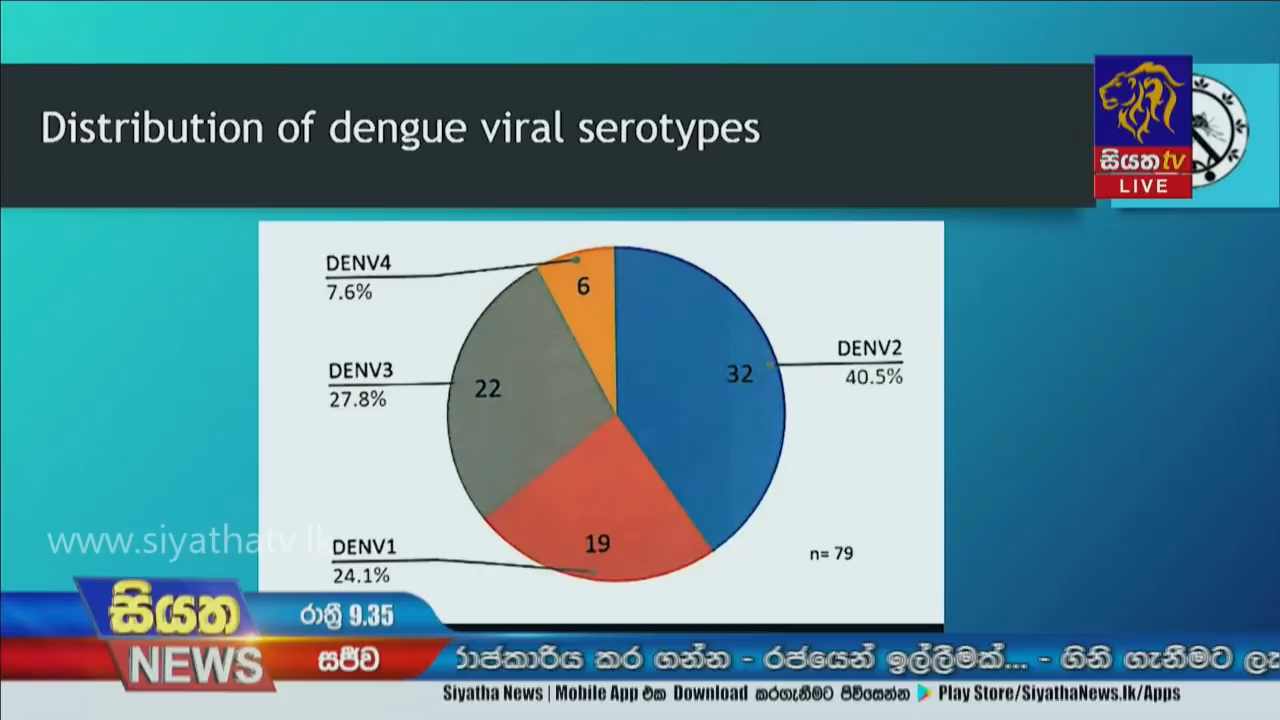 Distribution of dengue viral serotypes
සියත tv
LIVE
DENV4
7.6%
6
DENV3
27.8%
22
DENV2
40.5%
32
DENV1
24.1%
19
n= 79
www.siyathatv.lk
සියත
NEWS
රාත්‍රී 9.35
සජීව
රාජකාරිය කර ගන්න - රජයෙන් ඉල්ලීමක්... - ගිනි ගැනීමට
Siyatha News | Mobile App එක Download කරගැනීමට පිවිසෙන්න Play Store/SiyathaNews.lk/Apps